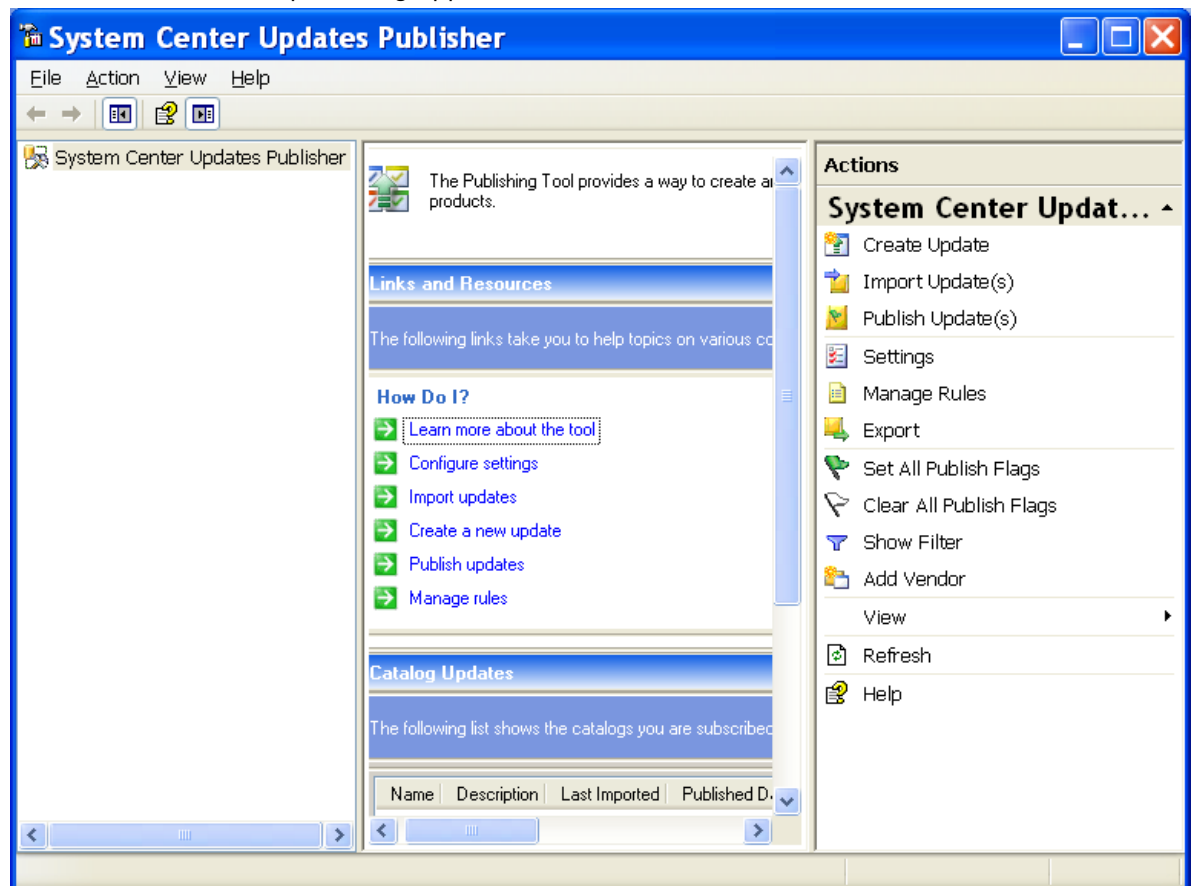 System Center Updates Publisher
File Action View Help
System Center Updates Publisher
The Publishing Tool provides a way to create a
products.
Links and Resources
The following links take you to help topics on various co
How Do I?
Learn more about the tool
Configure settings
Import updates
Create a new update
Publish updates
Manage rules
Catalog Updates
The following list shows the catalogs you are subscribed
Name Description Last Imported Published D
Actions
System Center Updat...
Create Update
Import Update(s)
Publish Update(s)
Settings
Manage Rules
Export
Set All Publish Flags
Clear All Publish Flags
Show Filter
Add Vendor
View
Refresh
Help